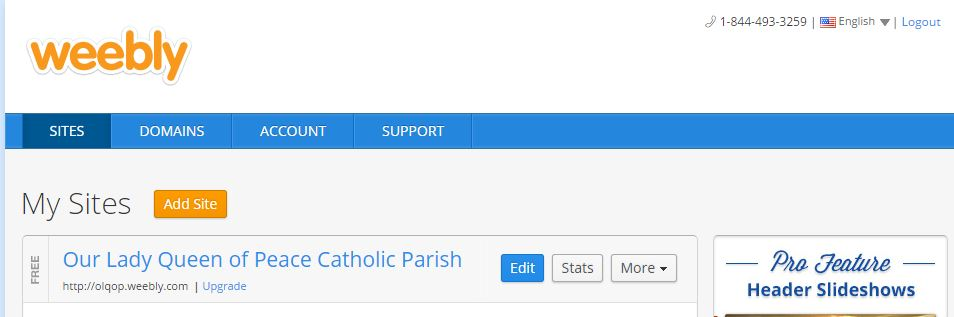 1-844-493-3259 | English | Logout
weebly
SITES DOMAINS ACCOUNT SUPPORT
My Sites Add Site
FREE
Our Lady Queen of Peace Catholic Parish
http://olqop.weebly.com | Upgrade
Edit Stats More
Pro Feature
Header Slideshows